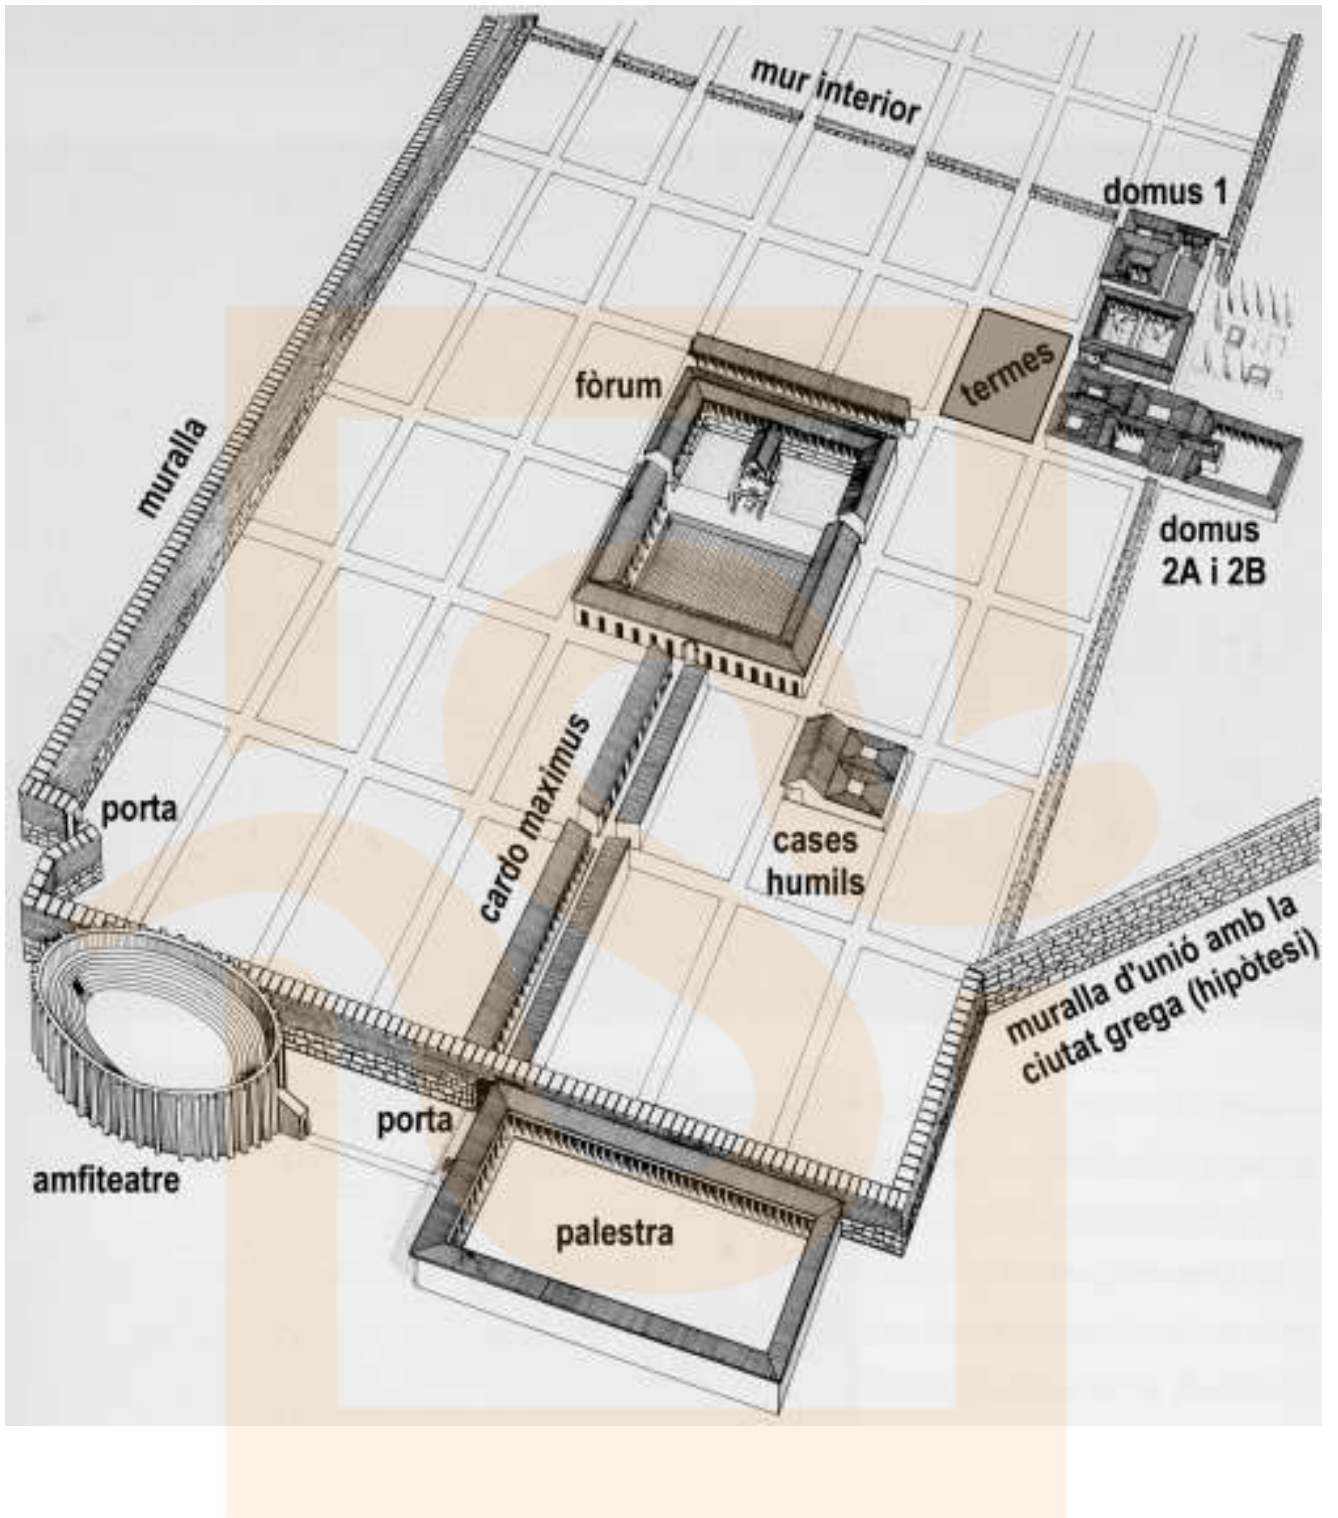 mur interior
domus 1
termes
fòrum
muralla
domus
2A i 2B
porta
cardo maximus
cases
humils
muralla d'unió amb la
ciutat grega (hipòtesi)
porta
amfiteatre
palestra